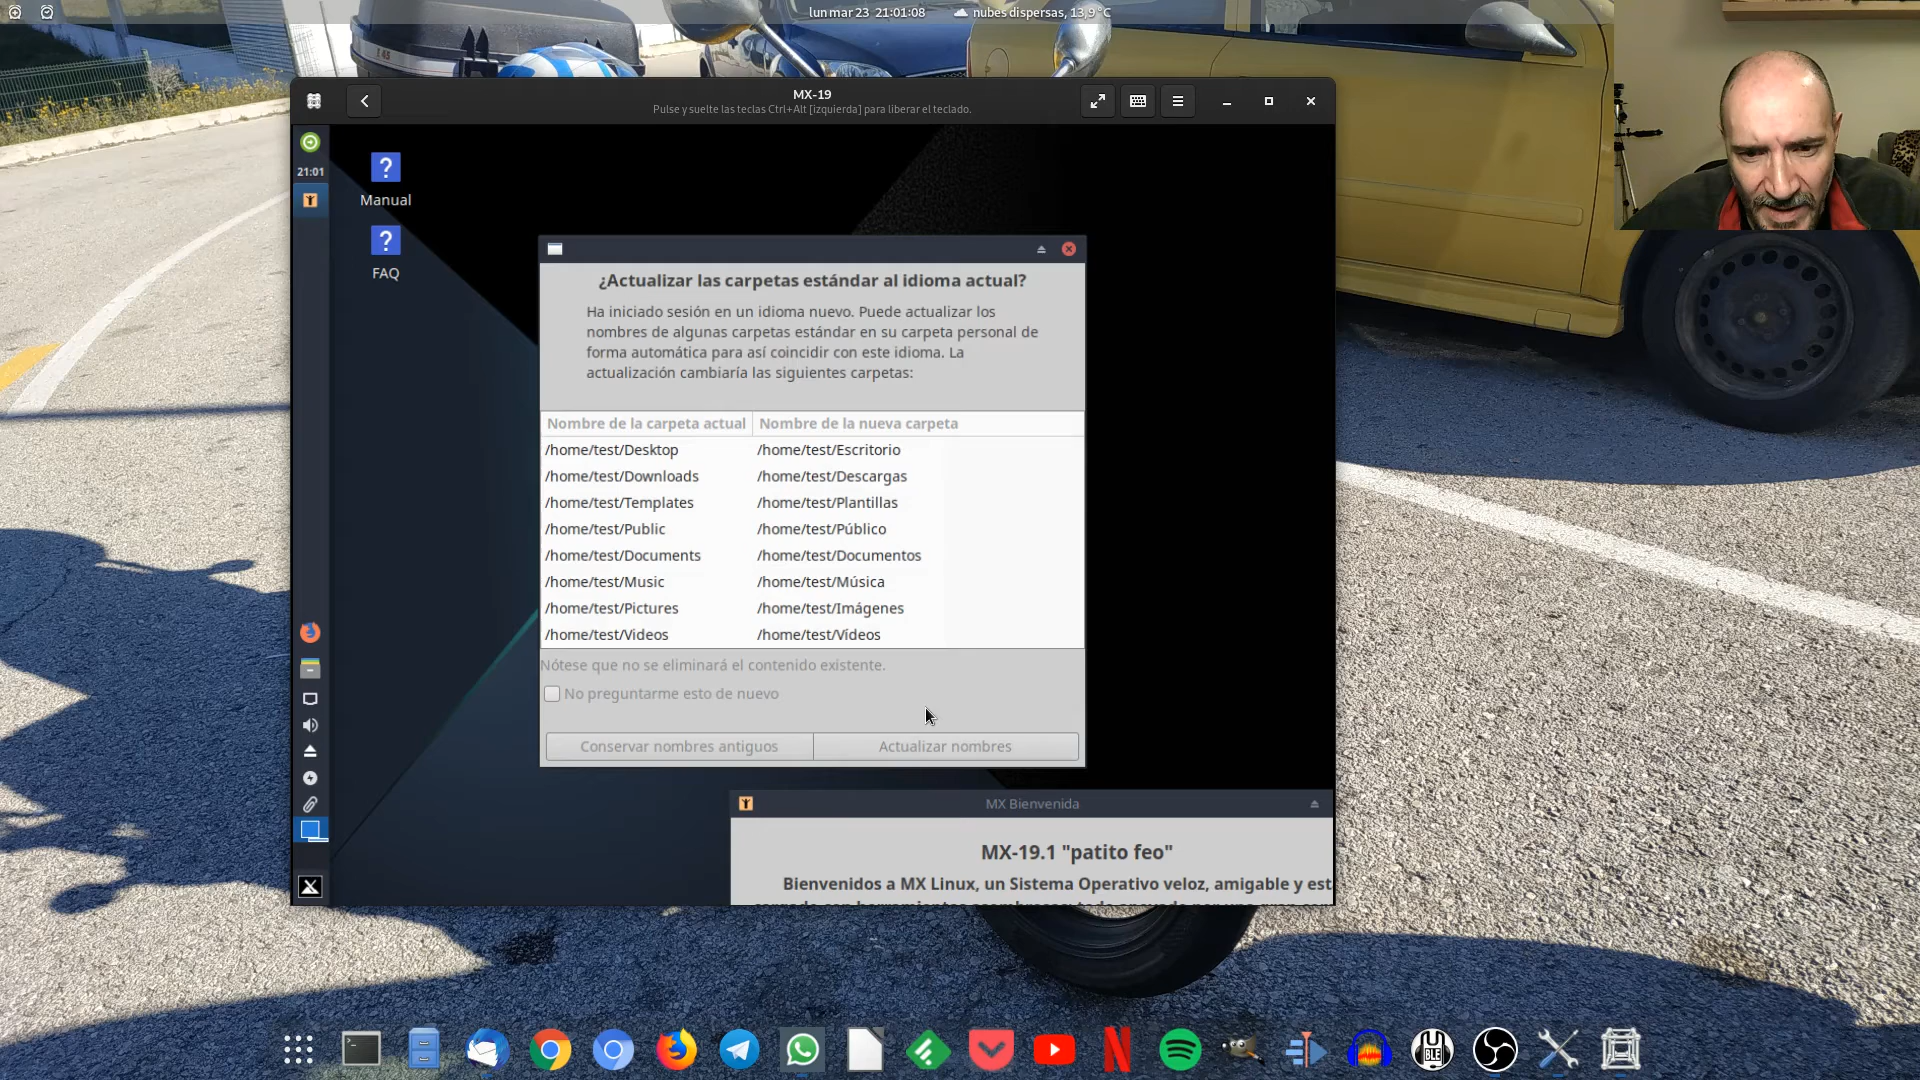 lun mar 23 21:01:08 nubes dispersas, 13,9 °C
145
MX-19
Pulse y suelte las teclas Ctrl+Alt [izquierda] para liberar el teclado.
21:01
Manual
FAQ
¿Actualizar las carpetas estándar al idioma actual?
Ha iniciado sesión en un idioma nuevo. Puede actualizar los
nombres de algunas carpetas estándar en su carpeta personal de
forma automática para así coincidir con este idioma. La
actualización cambiaría las siguientes carpetas:
Nombre de la carpeta actual Nombre de la nueva carpeta
/home/test/Desktop /home/test/Escritorio
/home/test/Downloads /home/test/Descargas
/home/test/Templates /home/test/Plantillas
/home/test/Public /home/test/Público
/home/test/Documents /home/test/Documentos
/home/test/Music /home/test/Música
/home/test/Pictures /home/test/Imágenes
/home/test/Videos /home/test/Vídeos
Nótese que no se eliminará el contenido existente.
No preguntarme esto de nuevo
Conservar nombres antiguos Actualizar nombres
MX Bienvenida
MX-19.1 "patito feo"
Bienvenidos a MX Linux, un Sistema Operativo veloz, amigable y est
BLE